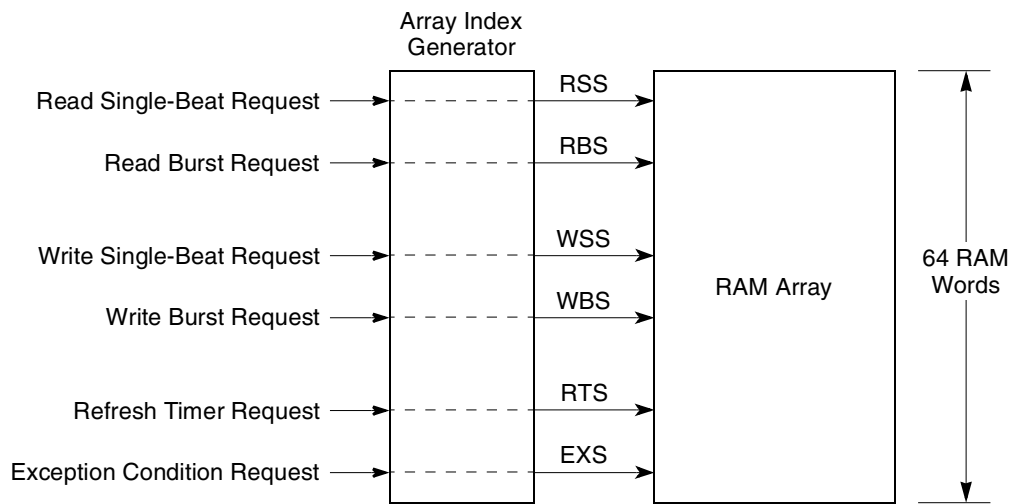 Array Index
Generator
Read Single-Beat Request
RSS
Read Burst Request
RBS
Write Single-Beat Request
WSS
Write Burst Request
WBS
RAM Array
64 RAM
Words
Refresh Timer Request
RTS
Exception Condition Request
EXS